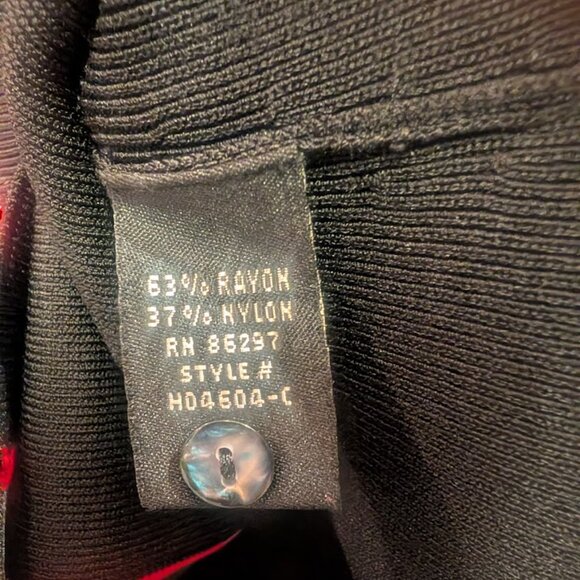 63% RAYON
37% NYLON
RN 86297
STYLE #
H04604-C